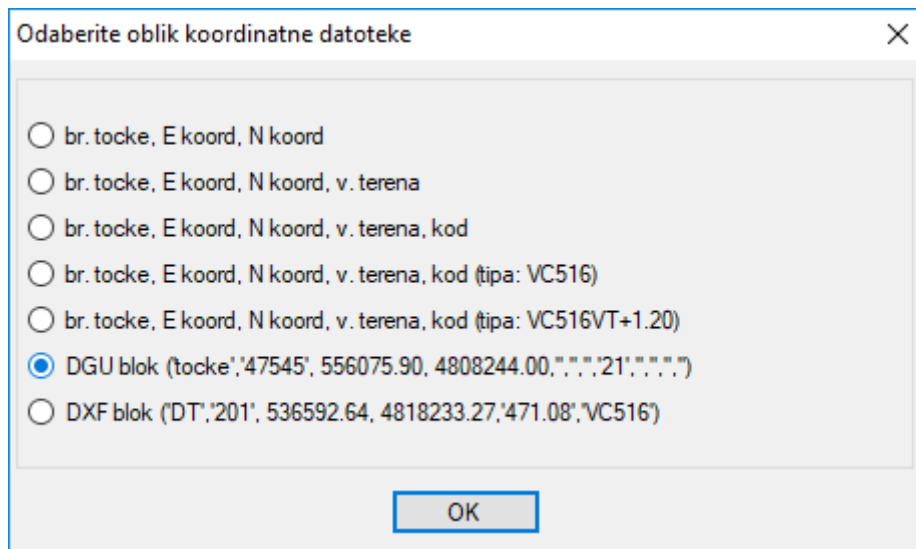 Odaberite oblik koordinatne datoteke
br. tocke, E koord, N koord
br. tocke, E koord, N koord, v. terena
br. tocke, E koord, N koord, v. terena, kod
br. tocke, E koord, N koord, v. terena, kod (tipa: VC516)
br. tocke, E koord, N koord, v. terena, kod (tipa: VC516VT+1.20)
DGU blok ('tocke','47545', 556075.90, 4808244.00,'','','','21','','','','')
DXF blok ('DT','201', 536592.64, 4818233.27,'471.08','VC516')
OK